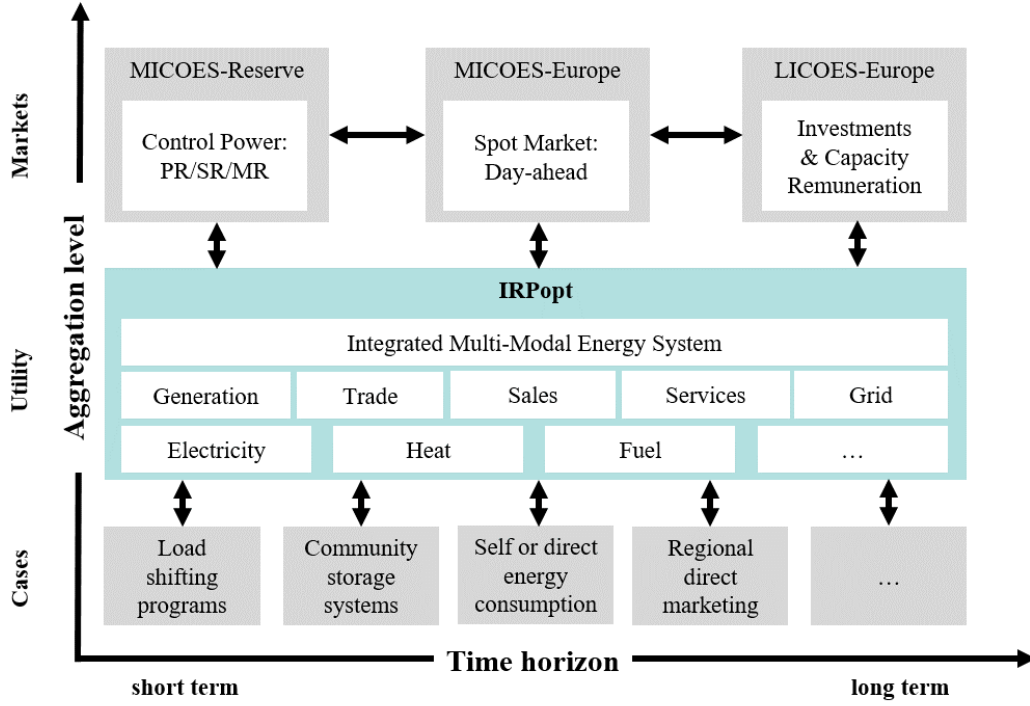 MICOES-Reserve
MICOES-Europe
LICOES-Europe
Control Power:
PR/SR/MR
Spot Market:
Day-ahead
Investments
& Capacity
Remuneration
Markets
Aggregation level
Utility
Cases
IRPopt
Integrated Multi-Modal Energy System
Generation
Trade
Sales
Services
Grid
Electricity
Heat
Fuel
…
Load
shifting
programs
Community
storage
systems
Self or direct
energy
consumption
Regional
direct
marketing
…
Time horizon
short term
long term